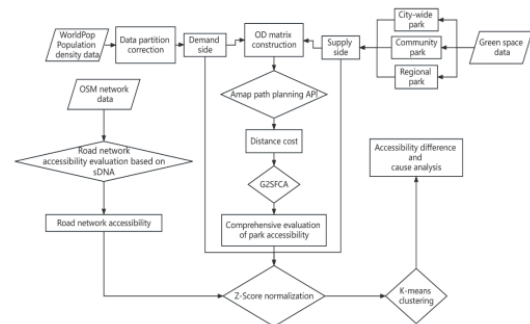 WorldPop
Population
density data
Data partition
correction
Demand
side
OD matrix
construction
Supply
side
City-wide
park
Community
park
Regional
park
Green space
data
OSM network
data
Amap path planning API
Road network
accessibility evaluation based on
sDNA
Distance cost
Accessibility difference
and
cause analysis
G2SFCA
Road network accessibility
Comprehensive evaluation
of park accessibility
Z-Score normalization
K-means
clustering